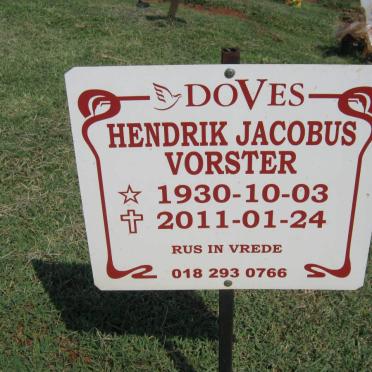 DOVES
HENDRIK JACOBUS
VORSTER
1930-10-03
2011-01-24
RUS IN VREDE
018 293 0766